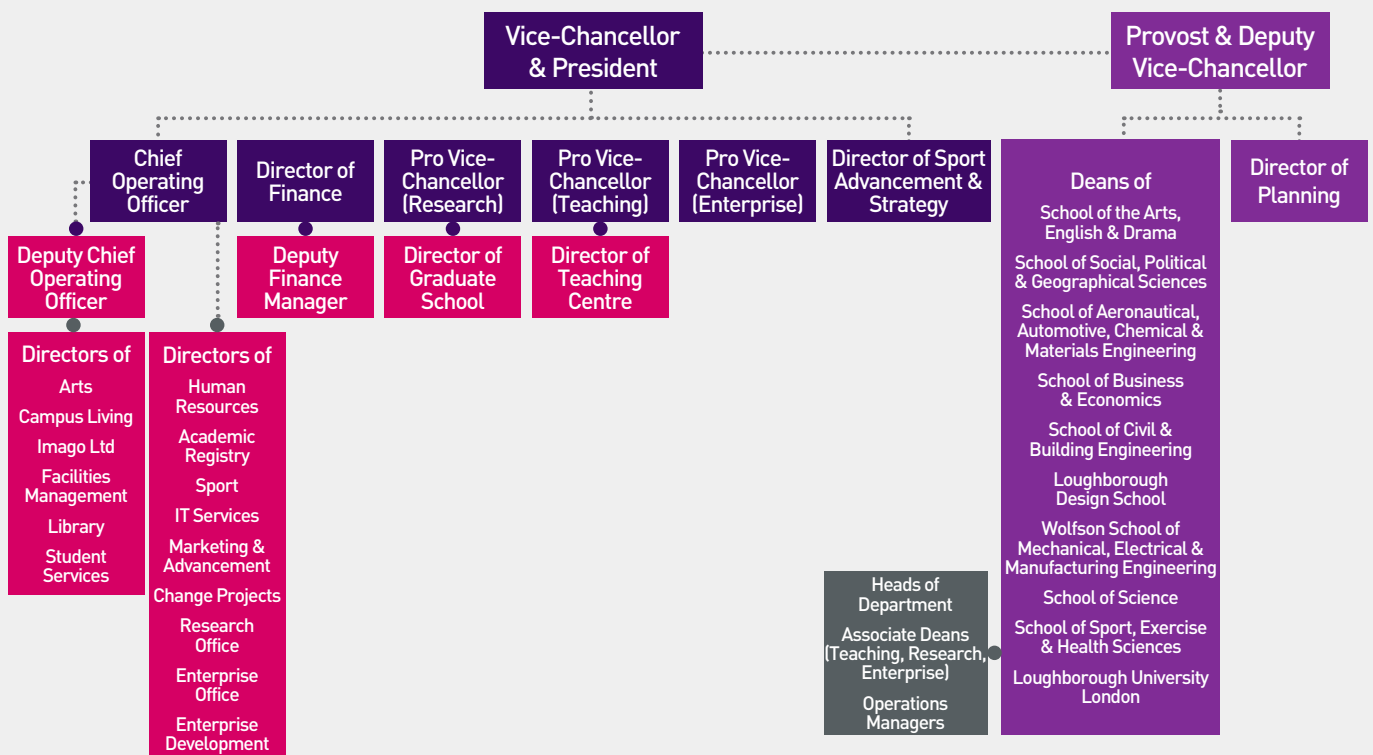 Vice-Chancellor
& President
Provost & Deputy
Vice-Chancellor
Chief
Operating
Officer
Director of
Finance
Pro Vice-
Chancellor
(Research)
Pro Vice-
Chancellor
(Teaching)
Pro Vice-
Chancellor
(Enterprise)
Director of Sport
Advancement &
Strategy
Deans of
School of the Arts,
English & Drama
School of Social, Political
& Geographical Sciences
School of Aeronautical,
Automotive, Chemical &
Materials Engineering
School of Business
& Economics
School of Civil &
Building Engineering
Loughborough
Design School
Wolfson School of
Mechanical, Electrical &
Manufacturing Engineering
School of Science
School of Sport, Exercise
& Health Sciences
Loughborough University
London
Director of
Planning
Deputy Chief
Operating
Officer
Deputy
Finance
Manager
Director of
Graduate
School
Director of
Teaching
Centre
Directors of
Arts
Campus Living
Imago Ltd
Facilities
Management
Library
Student
Services
Directors of
Human
Resources
Academic
Registry
Sport
IT Services
Marketing &
Advancement
Change Projects
Research
Office
Enterprise
Office
Enterprise
Development
Heads of
Department
Associate Deans
(Teaching, Research,
Enterprise)
Operations
Managers